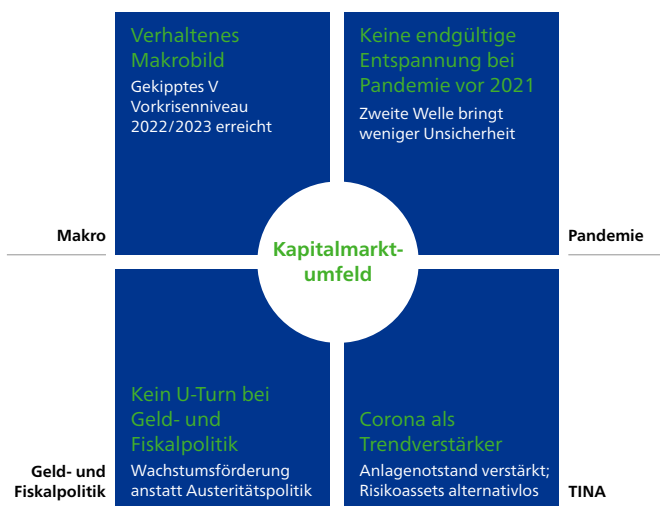 Verhaltenes
Makrobild
Gekipptes V
Vorkrisenniveau
2022/2023 erreicht
Keine endgültige
Entspannung bei
Pandemie vor 2021
Zweite Welle bringt
weniger Unsicherheit
Makro
Pandemie
Kapitalmarkt-
umfeld
Kein U-Turn bei
Geld- und
Fiskalpolitik
Wachstumsförderung
anstatt Austeritätspolitik
Corona als
Trendverstärker
Anlagenotstand verstärkt;
Risikoassets alternativlos
Geld- und
Fiskalpolitik
TINA